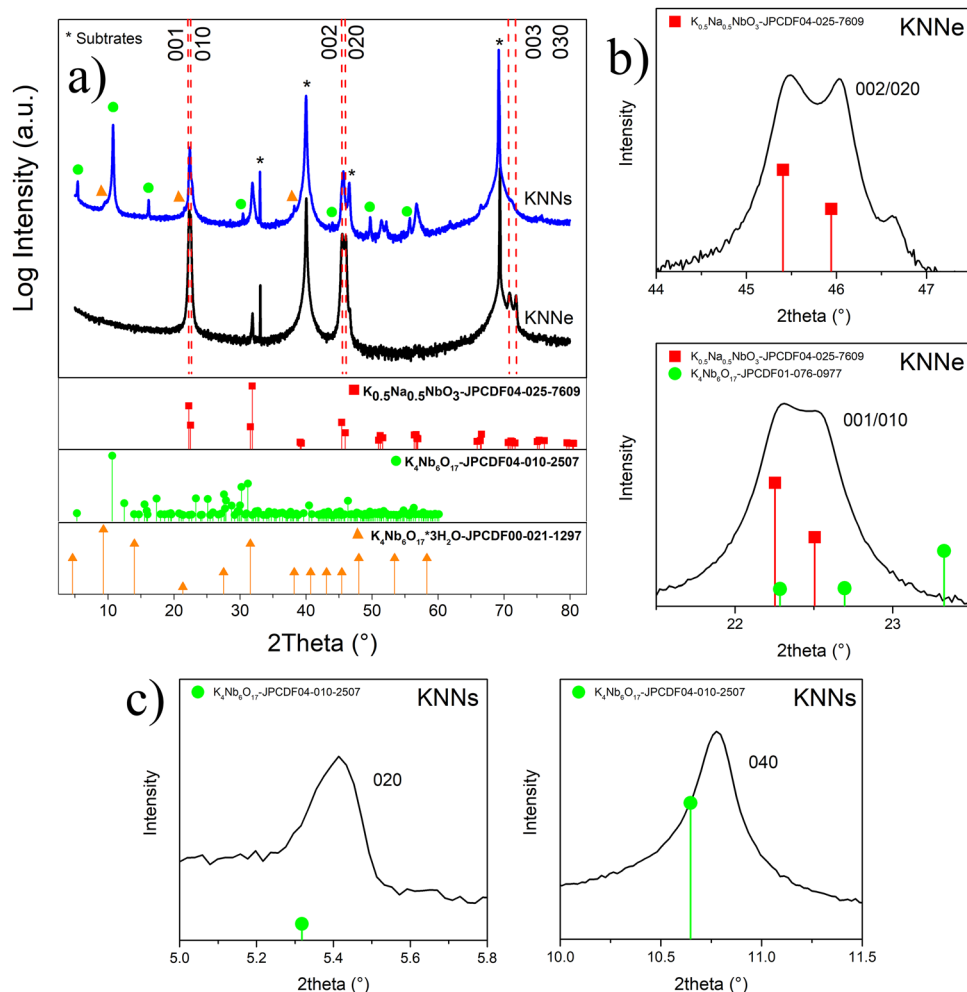 a)
* Subtrates
001
010
002
020
003
030
*
*
*
*
KNNs
KNNe
Log Intensity (a.u.)
K0.5Na0.5NbO3-JPCDF04-025-7609
K4Nb6O17-JPCDF04-010-2507
K4Nb6O17*3H2O-JPCDF00-021-1297
10 20 30 40 50 60 70 80
2Theta (°)
b)
K0.5Na0.5NbO3-JPCDF04-025-7609
KNNe
002/020
Intensity
44 45 46 47
2theta (°)
K0.5Na0.5NbO3-JPCDF04-025-7609
K4Nb6O17-JPCDF01-076-0977
KNNe
001/010
Intensity
22 23
2theta (°)
c)
K4Nb6O17-JPCDF04-010-2507
KNNs
020
Intensity
5.0 5.2 5.4 5.6 5.8
2theta (°)
K4Nb6O17-JPCDF04-010-2507
KNNs
040
Intensity
10.0 10.5 11.0 11.5
2theta (°)